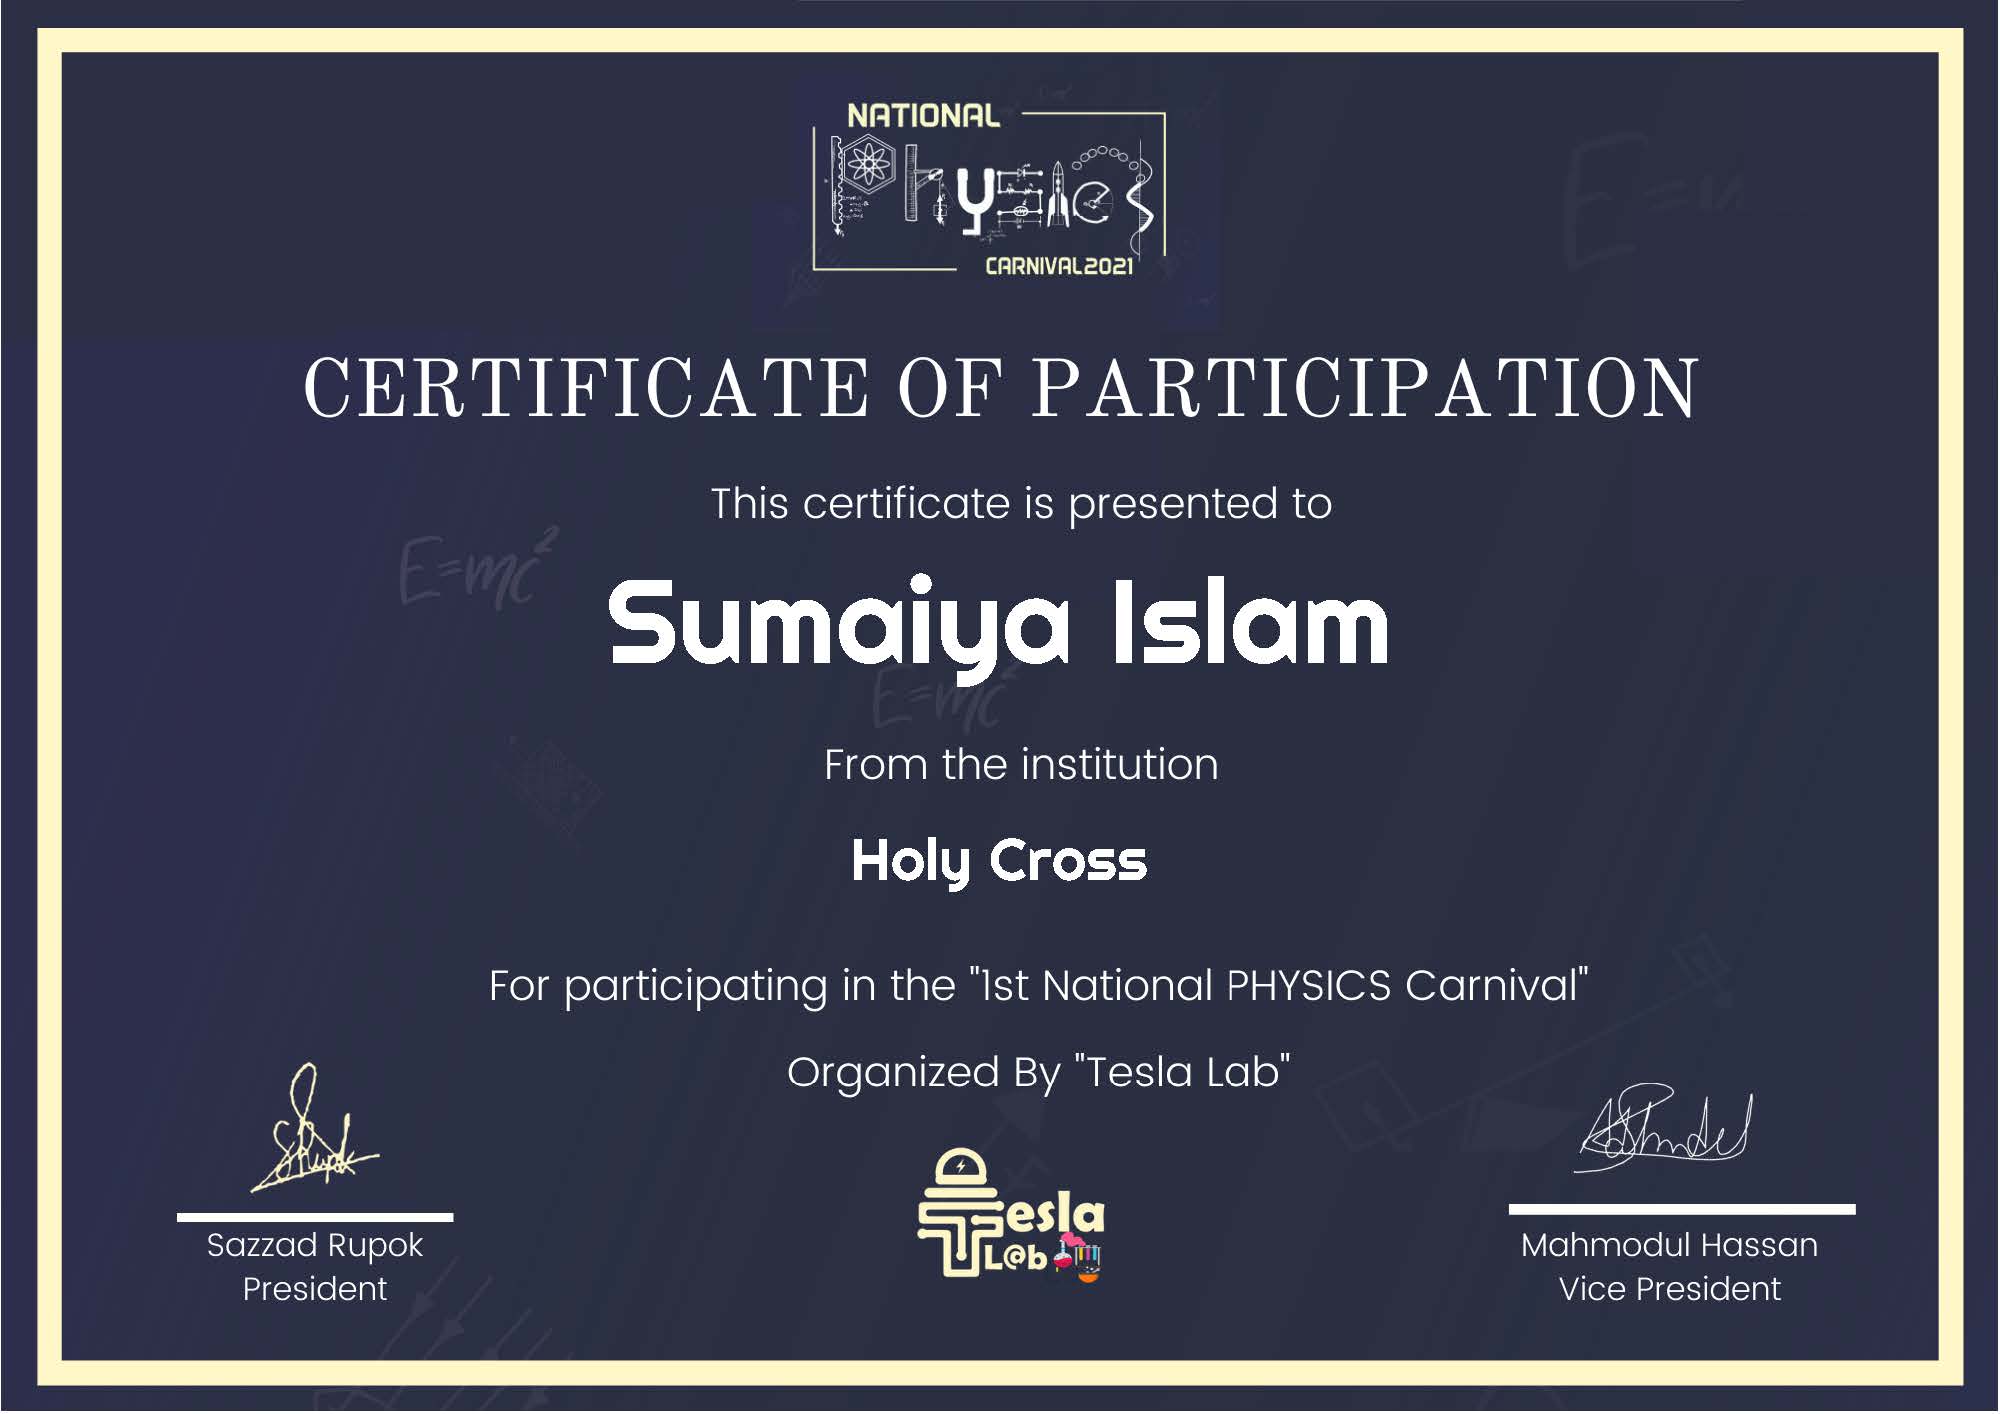 NATIONAL
Physics
CARNIVAL2021
CERTIFICATE OF PARTICIPATION
This certificate is presented to
E=mc²
Sumaiya Islam
E=mc²
From the institution
Holy Cross
For participating in the "1st National PHYSICS Carnival"
Organized By "Tesla Lab"
Tesla
L@b
Sazzad Rupok
President
Mahmodul Hassan
Vice President